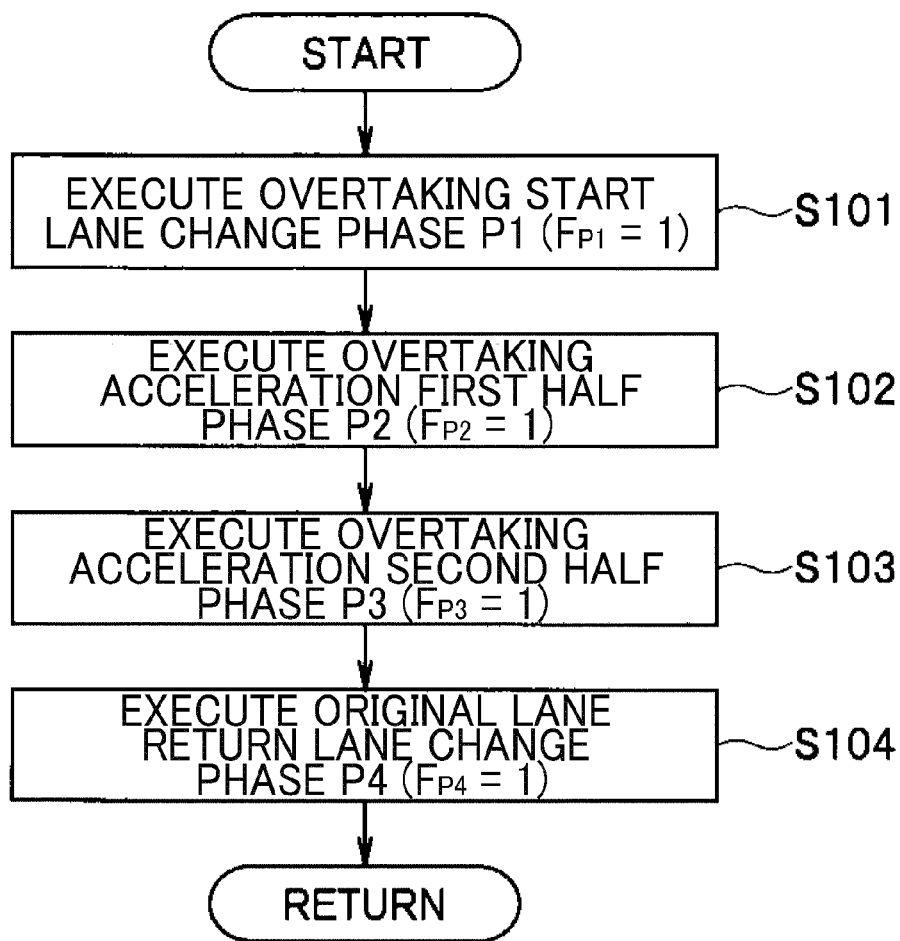 START
EXECUTE OVERTAKING START
LANE CHANGE PHASE P1 (FP1 = 1)
S101
EXECUTE OVERTAKING
ACCELERATION FIRST HALF
PHASE P2 (FP2 = 1)
S102
EXECUTE OVERTAKING
ACCELERATION SECOND HALF
PHASE P3 (FP3 = 1)
S103
EXECUTE ORIGINAL LANE
RETURN LANE CHANGE
PHASE P4 (FP4 = 1)
S104
RETURN